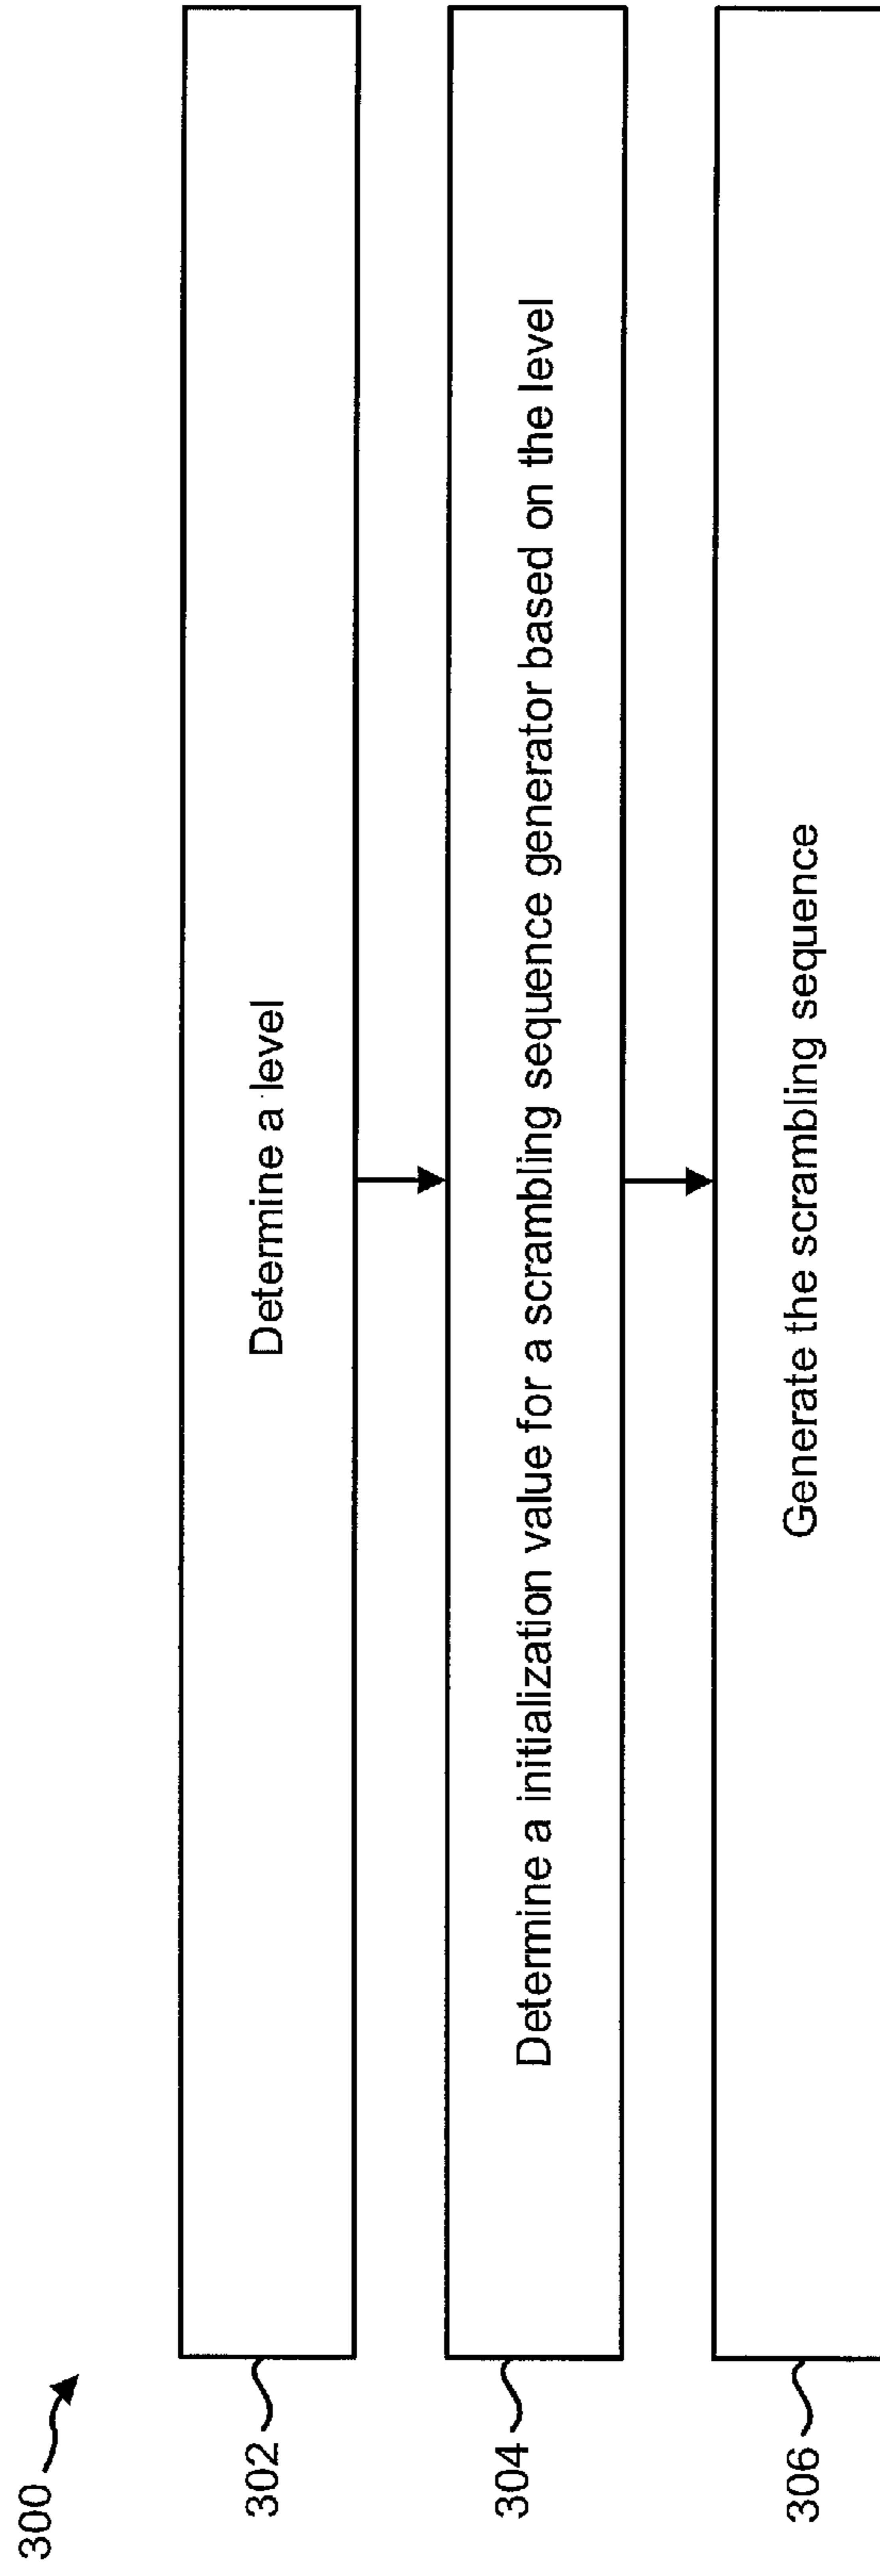 300
302
Determine a level
304
Determine a initialization value for a scrambling sequence generator based on the level
306
Generate the scrambling sequence